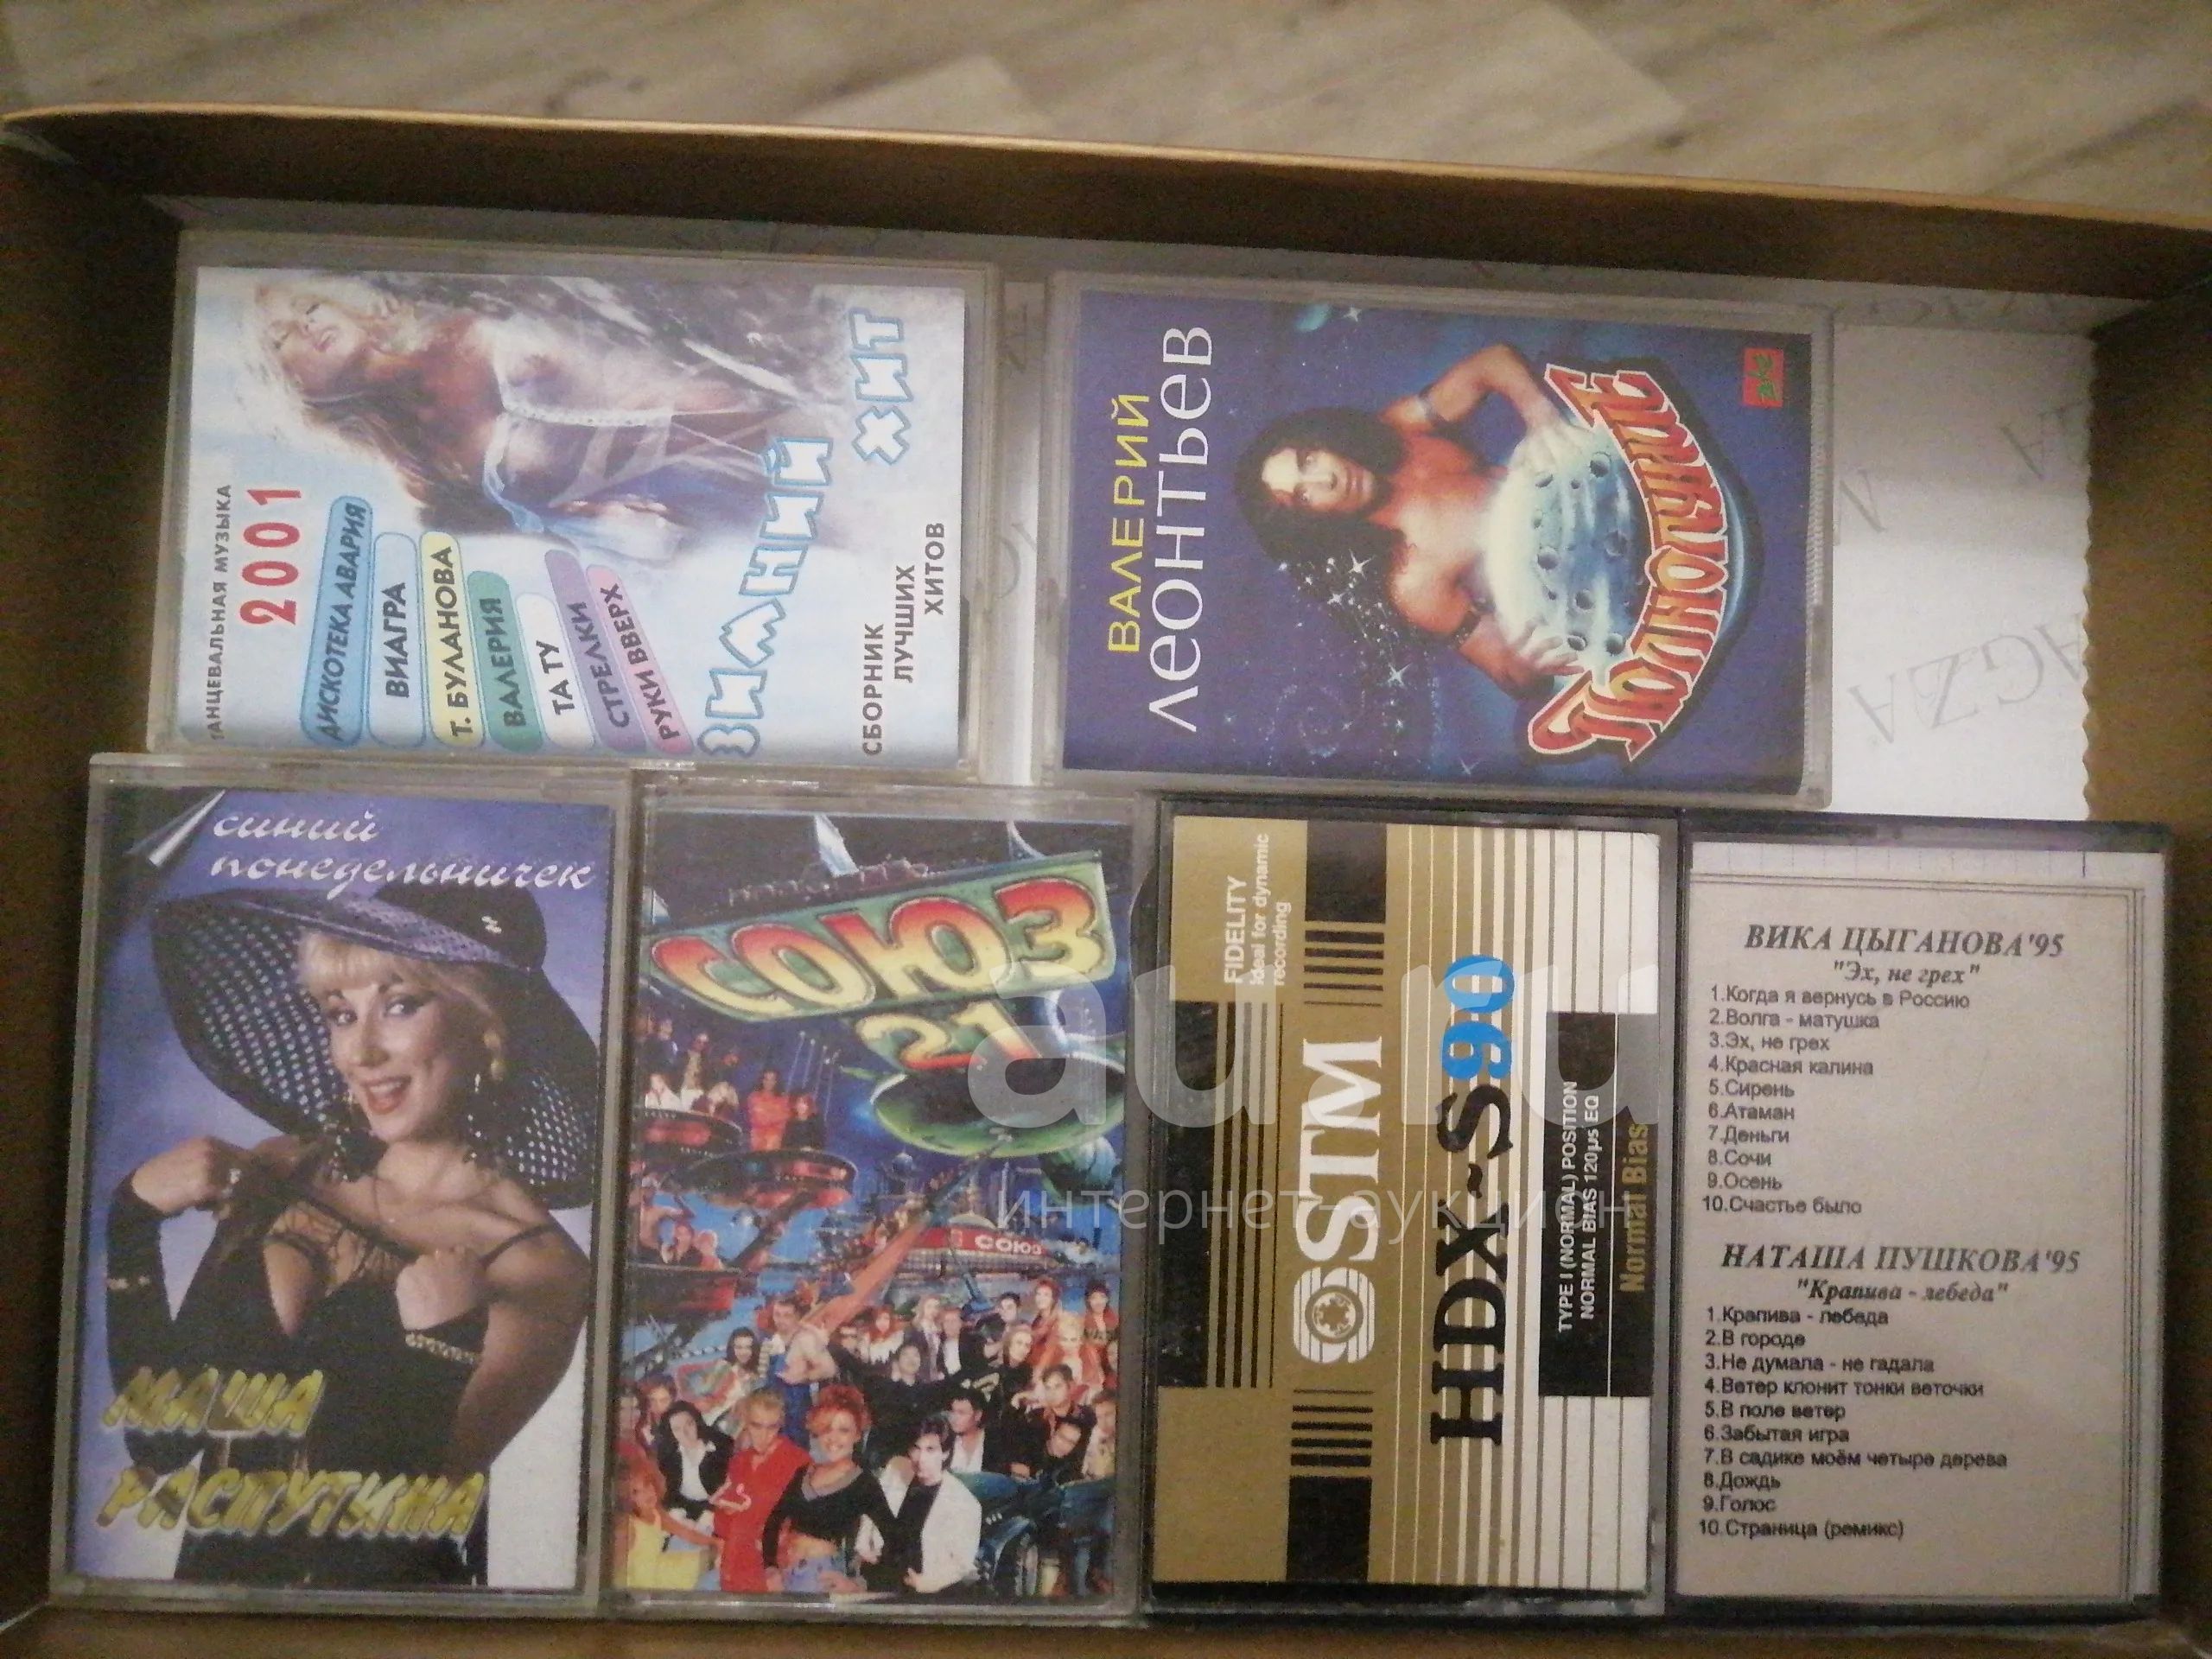 ТАНЦЕВАЛЬНАЯ МУЗЫКА
2001
ДИСКОТЕКА АВАРИЯ
ВИАГРА
Т. БУЛАНОВА
ВАЛЕРИЯ
ТАТУ
СТРЕЛКИ
РУКИ ВВЕРХ
ЗИМНИЙ
ХИТ
СБОРНИК
ЛУЧШИХ
ХИТОВ
ВАЛЕРИЙ
ЛЕОНТЬЕВ
AGZA
синий
понедельничек
МАША
РАСПУТИНА
СОЮЗ
21
СОЮЗ
FIDELITY
Ideal for dynamic
recording
STM
HDX~S90
TYPE I (NORMAL) POSITION
NORMAL BIAS 120µs EQ
Normal Bias
ВИКА ЦЫГАНОВА'95
"Эх, не грех"
1.Когда я вернусь в Россию
2.Волга - матушка
3.Эх, не грех
4.Красная калина
5.Сирень
6.Атаман
7.Деньги
8.Сочи
9.Осень
10.Счастье было
НАТАША ПУШКОВА'95
"Крапива - лебеда"
1.Крапива - лебеда
2.В городе
3.Не думала - не гадала
4.Ветер клонит тонки веточки
5.В поле ветер
6.Забытая игра
7.В садике моём четыре дерева
8.Дождь
9.Голос
10.Страница (ремикс)
au.ru
интернет-аукцион